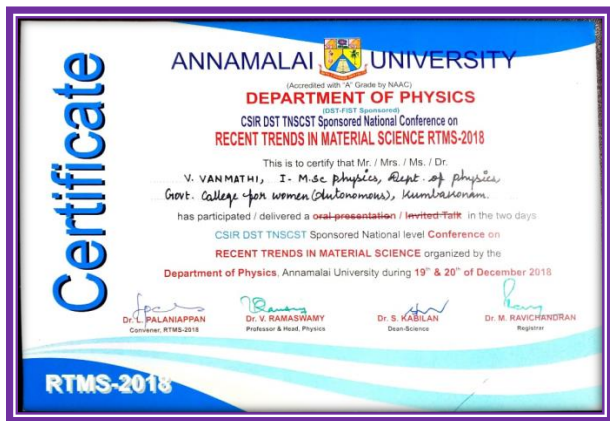 Certificate
ANNAMALAI UNIVERSITY
(Accredited with "A" Grade by NAAC)
DEPARTMENT OF PHYSICS
(DST-FIST Sponsored)
CSIR DST TNSCST Sponsored National Conference on
RECENT TRENDS IN MATERIAL SCIENCE RTMS-2018
This is to certify that Mr. / Mrs. / Ms. / Dr.
V. VANMATHI, I- M.Sc physics, Dept. of physics,
Govt. College for women (Autonomous), Kumbakonam.
has participated / delivered a oral presentation / Invited Talk in the two days
CSIR DST TNSCST Sponsored National level Conference on
RECENT TRENDS IN MATERIAL SCIENCE organized by the
Department of Physics, Annamalai University during 19th & 20th of December 2018
Dr. L. PALANIAPPAN Dr. V. RAMASWAMY Dr. S. KABILAN Dr. M. RAVICHANDRAN
Convener, RTMS-2018 Professor & Head, Physics Dean-Science Registrar
RTMS-2018